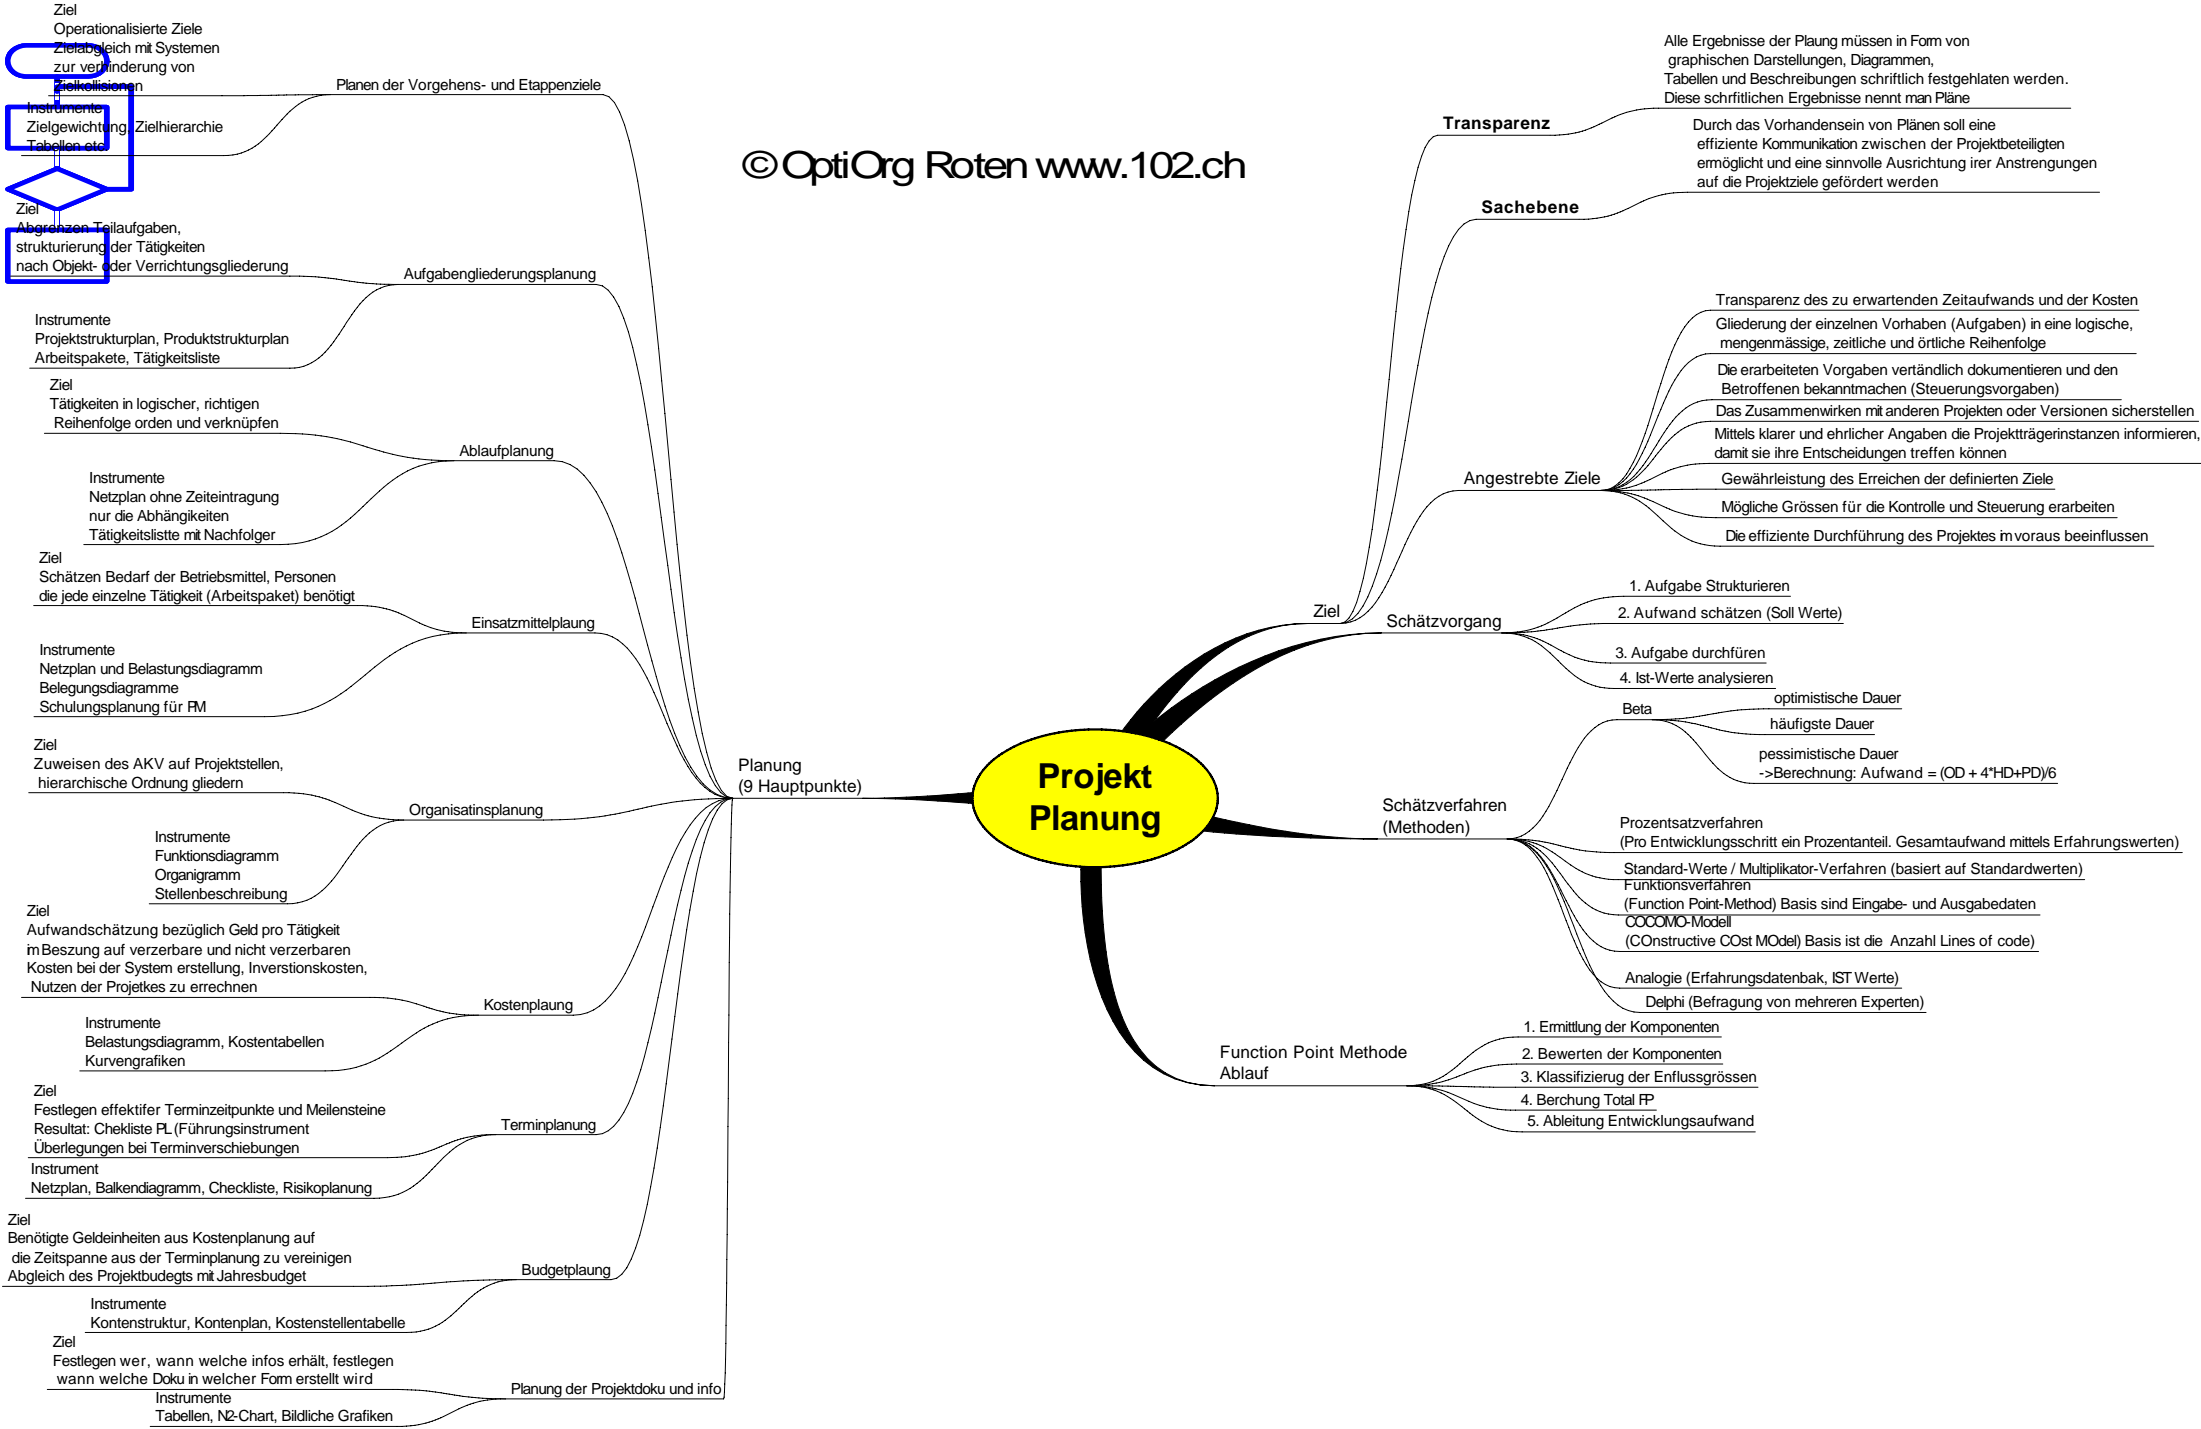 © OptiOrg Roten www.102.ch
Projekt
Planung
Planung
(9 Hauptpunkte)
Planen der Vorgehens- und Etappenziele
Ziel
Operationalisierte Ziele
Zielabgleich mit Systemen
zur verhinderung von
Zielkollisionen
Instrumente
Zielgewichtung, Zielhierarchie
Tabellen etc.
Aufgabengliederungsplanung
Ziel
Abgrenzen Teilaufgaben,
strukturierung der Tätigkeiten
nach Objekt- oder Verrichtungsgliederung
Instrumente
Projektstrukturplan, Produktstrukturplan
Arbeitspakete, Tätigkeitsliste
Ablaufplanung
Ziel
Tätigkeiten in logischer, richtigen
Reihenfolge orden und verknüpfen
Instrumente
Netzplan ohne Zeiteintragung
nur die Abhängikeiten
Tätigkeitslistte mit Nachfolger
Einsatzmittelplaung
Ziel
Schätzen Bedarf der Betriebsmittel, Personen
die jede einzelne Tätigkeit (Arbeitspaket) benötigt
Instrumente
Netzplan und Belastungsdiagramm
Belegungsdiagramme
Schulungsplanung für PM
Organisatinsplanung
Ziel
Zuweisen des AKV auf Projektstellen,
hierarchische Ordnung gliedern
Instrumente
Funktionsdiagramm
Organigramm
Stellenbeschreibung
Kostenplaung
Ziel
Aufwandschätzung bezüglich Geld pro Tätigkeit
im Beszung auf verzerbare und nicht verzerbaren
Kosten bei der System erstellung, Inverstionskosten,
Nutzen der Projetkes zu errechnen
Instrumente
Belastungsdiagramm, Kostentabellen
Kurvengrafiken
Terminplanung
Ziel
Festlegen effektifer Terminzeitpunkte und Meilensteine
Resultat: Chekliste PL (Führungsinstrument
Überlegungen bei Terminverschiebungen
Instrument
Netzplan, Balkendiagramm, Checkliste, Risikoplanung
Budgetplaung
Ziel
Benötigte Geldeinheiten aus Kostenplanung auf
die Zeitspanne aus der Terminplanung zu vereinigen
Abgleich des Projektbudegts mit Jahresbudget
Instrumente
Kontenstruktur, Kontenplan, Kostenstellentabelle
Planung der Projektdoku und info
Ziel
Festlegen wer, wann welche infos erhält, festlegen
wann welche Doku in welcher Form erstellt wird
Instrumente
Tabellen, N2-Chart, Bildliche Grafiken
Ziel
Transparenz
Alle Ergebnisse der Plaung müssen in Form von
graphischen Darstellungen, Diagrammen,
Tabellen und Beschreibungen schriftlich festgehlaten werden.
Diese schrfitlichen Ergebnisse nennt man Pläne
Sachebene
Durch das Vorhandensein von Plänen soll eine
effiziente Kommunikation zwischen der Projektbeteiligten
ermöglicht und eine sinnvolle Ausrichtung irer Anstrengungen
auf die Projektziele gefördert werden
Angestrebte Ziele
Transparenz des zu erwartenden Zeitaufwands und der Kosten
Gliederung der einzelnen Vorhaben (Aufgaben) in eine logische,
mengenmässige, zeitliche und örtliche Reihenfolge
Die erarbeiteten Vorgaben vertändlich dokumentieren und den
Betroffenen bekanntmachen (Steuerungsvorgaben)
Das Zusammenwirken mit anderen Projekten oder Versionen sicherstellen
Mittels klarer und ehrlicher Angaben die Projektträgerinstanzen informieren,
damit sie ihre Entscheidungen treffen können
Gewährleistung des Erreichen der definierten Ziele
Mögliche Grössen für die Kontrolle und Steuerung erarbeiten
Die effiziente Durchführung des Projektes im voraus beeinflussen
Schätzvorgang
1. Aufgabe Strukturieren
2. Aufwand schätzen (Soll Werte)
3. Aufgabe durchfüren
4. Ist-Werte analysieren
Schätzverfahren
(Methoden)
Beta
optimistische Dauer
häufigste Dauer
pessimistische Dauer
->Berechnung: Aufwand = (OD + 4*HD+PD)/6
Prozentsatzverfahren
(Pro Entwicklungsschritt ein Prozentanteil. Gesamtaufwand mittels Erfahrungswerten)
Standard-Werte / Multiplikator-Verfahren (basiert auf Standardwerten)
Funktionsverfahren
(Function Point-Method) Basis sind Eingabe- und Ausgabedaten
COCOMO-Modell
(COnstructive COst MOdel) Basis ist die Anzahl Lines of code)
Analogie (Erfahrungsdatenbak, IST Werte)
Delphi (Befragung von mehreren Experten)
Function Point Methode
Ablauf
1. Ermittlung der Komponenten
2. Bewerten der Komponenten
3. Klassifizierug der Enflussgrössen
4. Berchung Total FP
5. Ableitung Entwicklungsaufwand